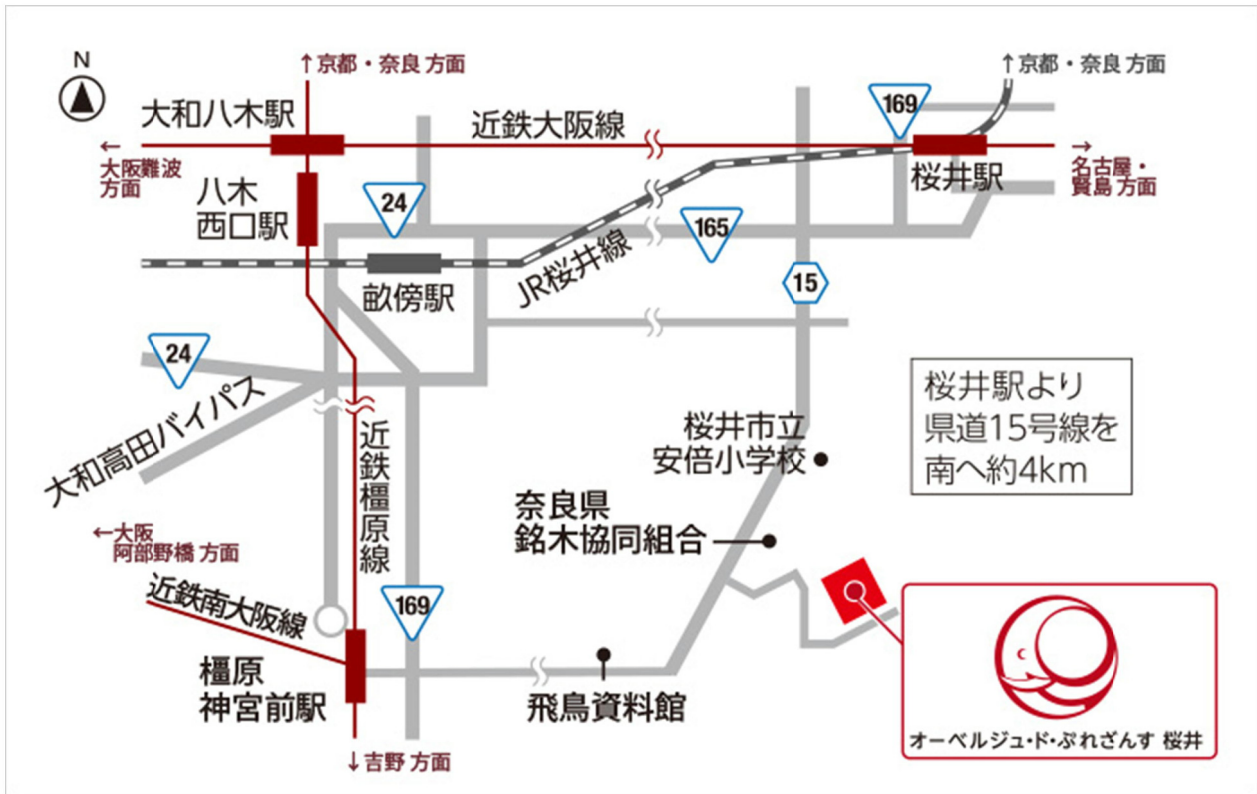 N
↑京都・奈良 方面
↑京都・奈良 方面
大和八木駅
近鉄大阪線
169
←
大阪難波
方面
→
名古屋・
賢島 方面
桜井駅
八木
西口駅
24
165
JR桜井線
15
畝傍駅
24
大和高田バイパス
桜井駅より
県道15号線を
南へ約4km
近鉄橿原線
桜井市立
安倍小学校
奈良県
銘木協同組合
←大阪
阿部野橋 方面
近鉄南大阪線
169
橿原
神宮前駅
飛鳥資料館
↓吉野 方面
オーベルジュ・ド・ぷれざんす 桜井